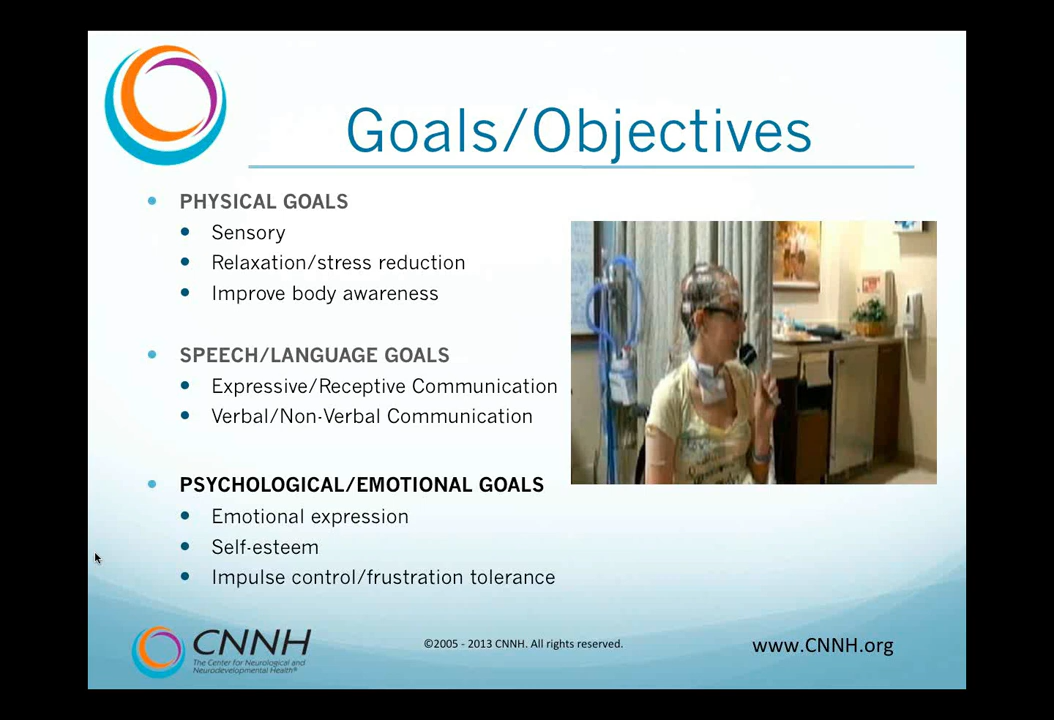 Goals/Objectives
PHYSICAL GOALS
Sensory
Relaxation/stress reduction
Improve body awareness
SPEECH/LANGUAGE GOALS
Expressive/Receptive Communication
Verbal/Non-Verbal Communication
PSYCHOLOGICAL/EMOTIONAL GOALS
Emotional expression
Self-esteem
Impulse control/frustration tolerance
CNNH
The Center for Neurological and
Neurodevelopmental Health®
©2005 - 2013 CNNH. All rights reserved.
www.CNNH.org